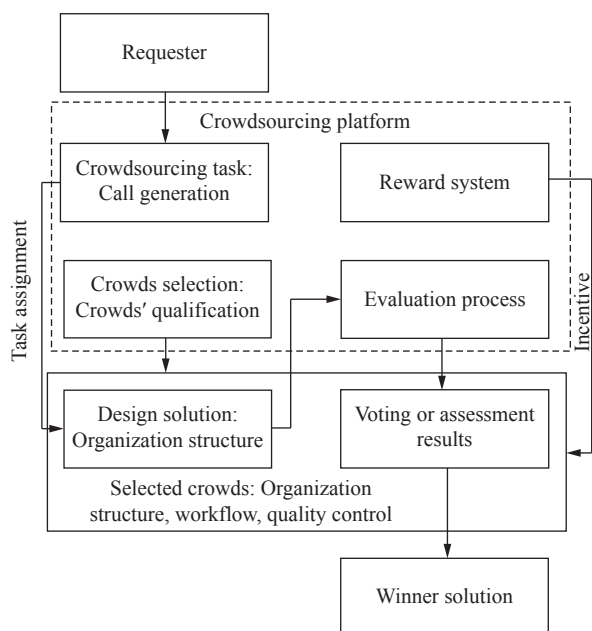 Requester
Crowdsourcing platform
Crowdsourcing task:
Call generation
Reward system
Task assignment
Crowds selection:
Crowds' qualification
Evaluation process
Incentive
Design solution:
Organization structure
Voting or assessment
results
Selected crowds: Organization
structure, workflow, quality control
Winner solution